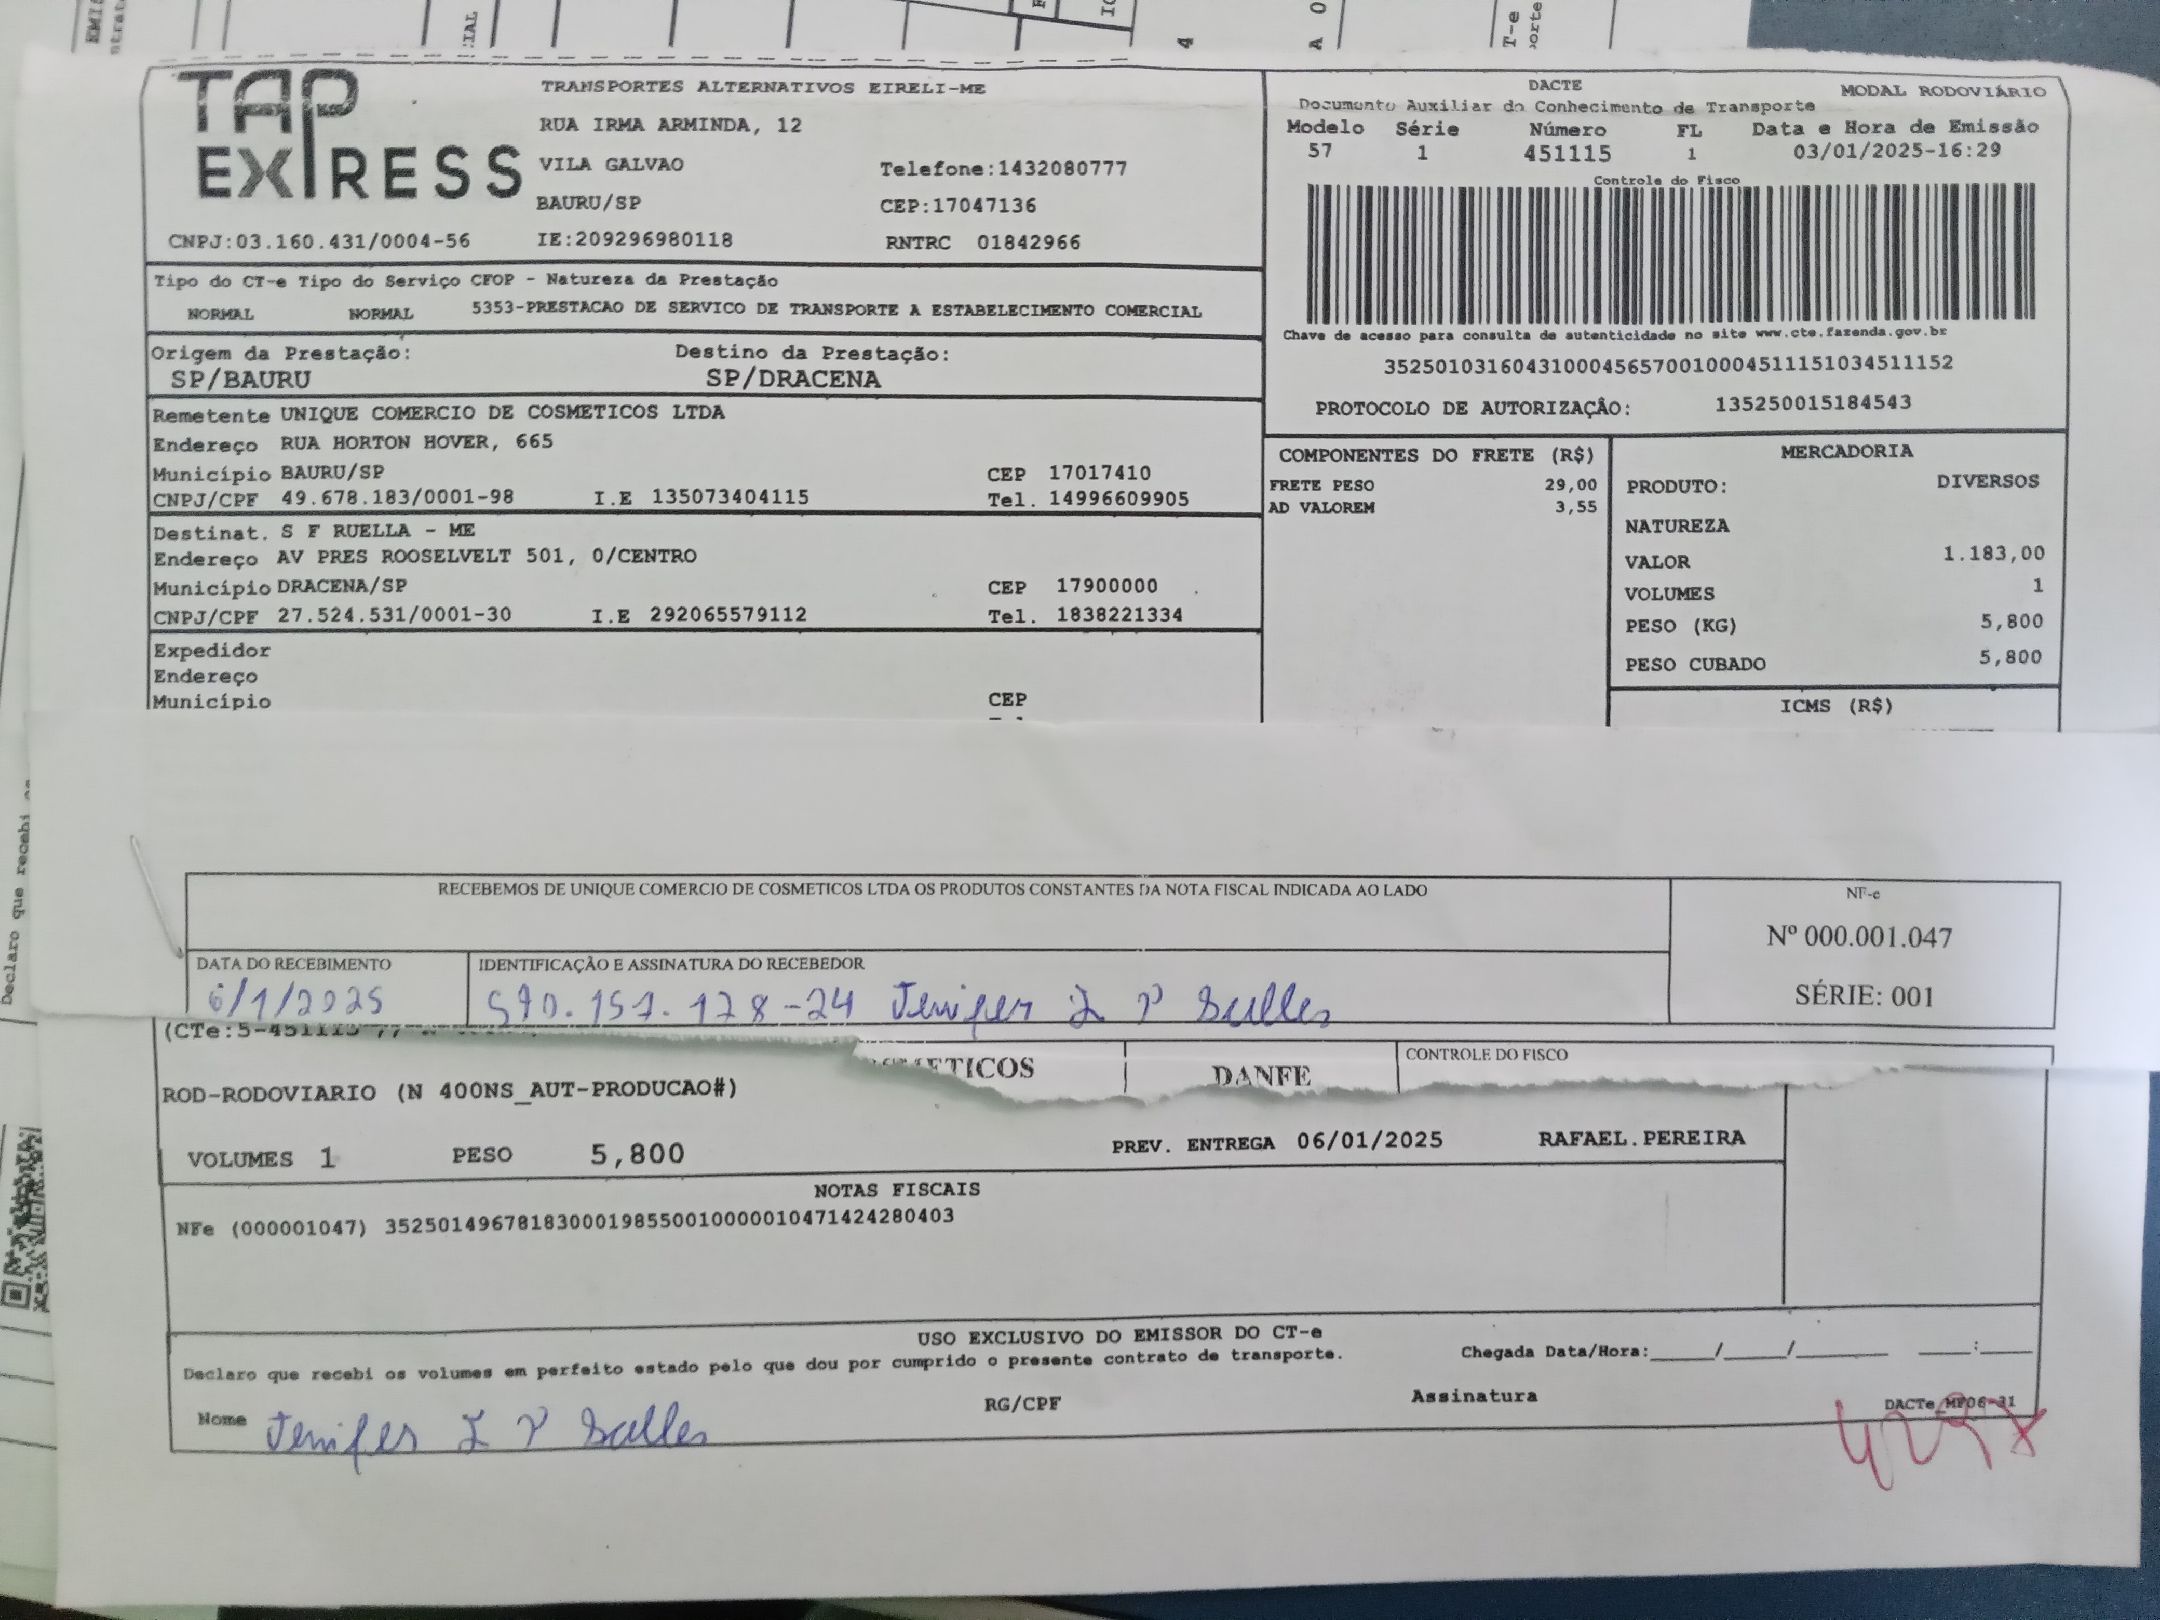 TAP EXPRESS
TRANSPORTES ALTERNATIVOS EIRELI-ME
RUA IRMA ARMINDA, 12
VILA GALVAO Telefone:1432080777
BAURU/SP CEP:17047136
CNPJ:03.160.431/0004-56 IE:209296980118 RNTRC 01842966
DACTE MODAL RODOVIÁRIO
Documento Auxiliar do Conhecimento de Transporte
Modelo Série Número FL Data e Hora de Emissão
57 1 451115 1 03/01/2025-16:29
Controle do Fisco
Chave de acesso para consulta de autenticidade no site www.cte.fazenda.gov.br
35250103160431000456570010004511151034511152
PROTOCOLO DE AUTORIZAÇÃO: 135250015184543
Tipo do CT-e Tipo do Serviço CFOP - Natureza da Prestação
NORMAL NORMAL 5353-PRESTACAO DE SERVICO DE TRANSPORTE A ESTABELECIMENTO COMERCIAL
Origem da Prestação: Destino da Prestação:
SP/BAURU SP/DRACENA
Remetente UNIQUE COMERCIO DE COSMETICOS LTDA
Endereço RUA HORTON HOVER, 665
Município BAURU/SP CEP 17017410
CNPJ/CPF 49.678.183/0001-98 I.E 135073404115 Tel. 14996609905
Destinat. S F RUELLA - ME
Endereço AV PRES ROOSELVELT 501, 0/CENTRO
Município DRACENA/SP CEP 17900000
CNPJ/CPF 27.524.531/0001-30 I.E 292065579112 Tel. 1838221334
Expedidor
Endereço
Município CEP
COMPONENTES DO FRETE (R$)
FRETE PESO 29,00
AD VALOREM 3,55
MERCADORIA
PRODUTO: DIVERSOS
NATUREZA
VALOR 1.183,00
VOLUMES 1
PESO (KG) 5,800
PESO CUBADO 5,800
ICMS (R$)
RECEBEMOS DE UNIQUE COMERCIO DE COSMETICOS LTDA OS PRODUTOS CONSTANTES DA NOTA FISCAL INDICADA AO LADO
NF-e
Nº 000.001.047
SÉRIE: 001
DATA DO RECEBIMENTO IDENTIFICAÇÃO E ASSINATURA DO RECEBEDOR
6/1/2025 Jenifer Salles
DANFE CONTROLE DO FISCO
ROD-RODOVIARIO (N 400NS_AUT-PRODUCAO#)
VOLUMES 1 PESO 5,800 PREV. ENTREGA 06/01/2025 RAFAEL.PEREIRA
NOTAS FISCAIS
NFe (000001047) 35250149678183000198550010000010471424280403
USO EXCLUSIVO DO EMISSOR DO CT-e
Declaro que recebi os volumes em perfeito estado pelo que dou por cumprido o presente contrato de transporte. Chegada Data/Hora:____/____/____ ____:____
Nome Jenifer Salles RG/CPF Assinatura
Declaro que recebi